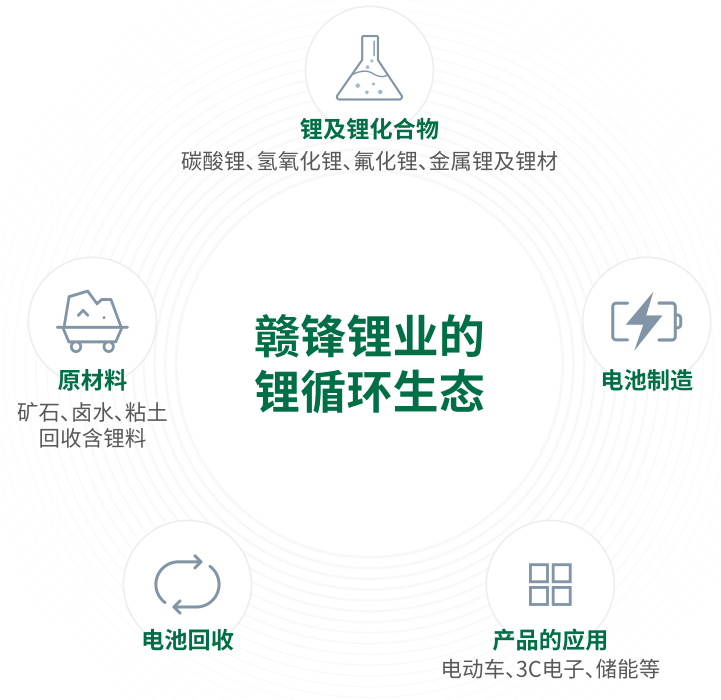 锂及锂化合物
碳酸锂、氢氧化锂、氟化锂、金属锂及锂材
赣锋锂业的
锂循环生态
原材料
矿石、卤水、粘土
回收含锂料
电池制造
电池回收
产品的应用
电动车、3C电子、储能等